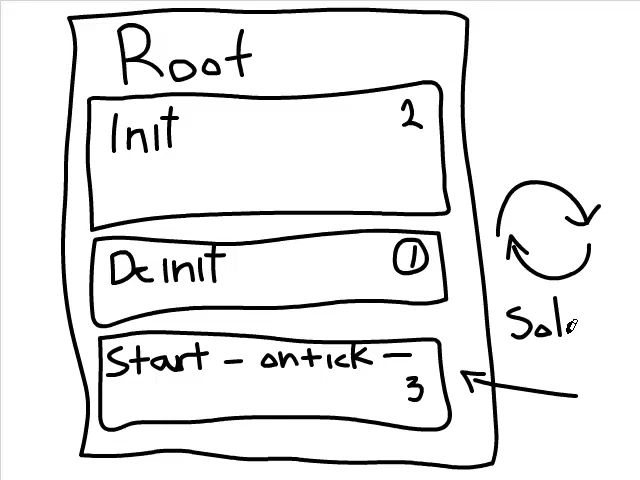 Root
Init 2
Deinit 1
Start - ontick - 3
Solo